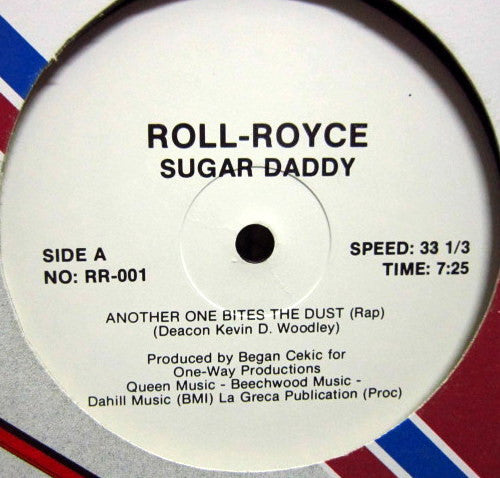 ROLL-ROYCE
SUGAR DADDY
SIDE A
NO: RR-001
SPEED: 33 1/3
TIME: 7:25
ANOTHER ONE BITES THE DUST (Rap)
(Deacon Kevin D. Woodley)
Produced by Began Cekic for
One-Way Productions
Queen Music - Beechwood Music -
Dahill Music (BMI) La Greca Publication (Proc)